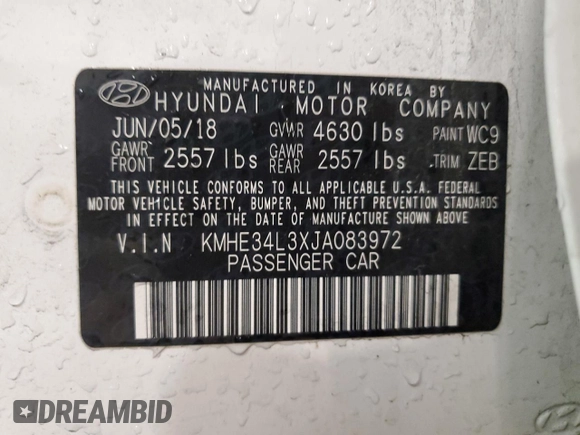 MANUFACTURED IN KOREA BY
HYUNDAI MOTOR COMPANY
JUN/05/18 GVWR 4630 lbs PAINT WC9
GAWR FRONT 2557 lbs GAWR REAR 2557 lbs TRIM ZEB
THIS VEHICLE CONFORMS TO ALL APPLICABLE U.S.A. FEDERAL
MOTOR VEHICLE SAFETY, BUMPER, AND THEFT PREVENTION STANDARDS
IN EFFECT ON THE DATE OF MANUFACTURE SHOWN ABOVE.
V.I.N KMHE34L3XJA083972
PASSENGER CAR
DREAMBID